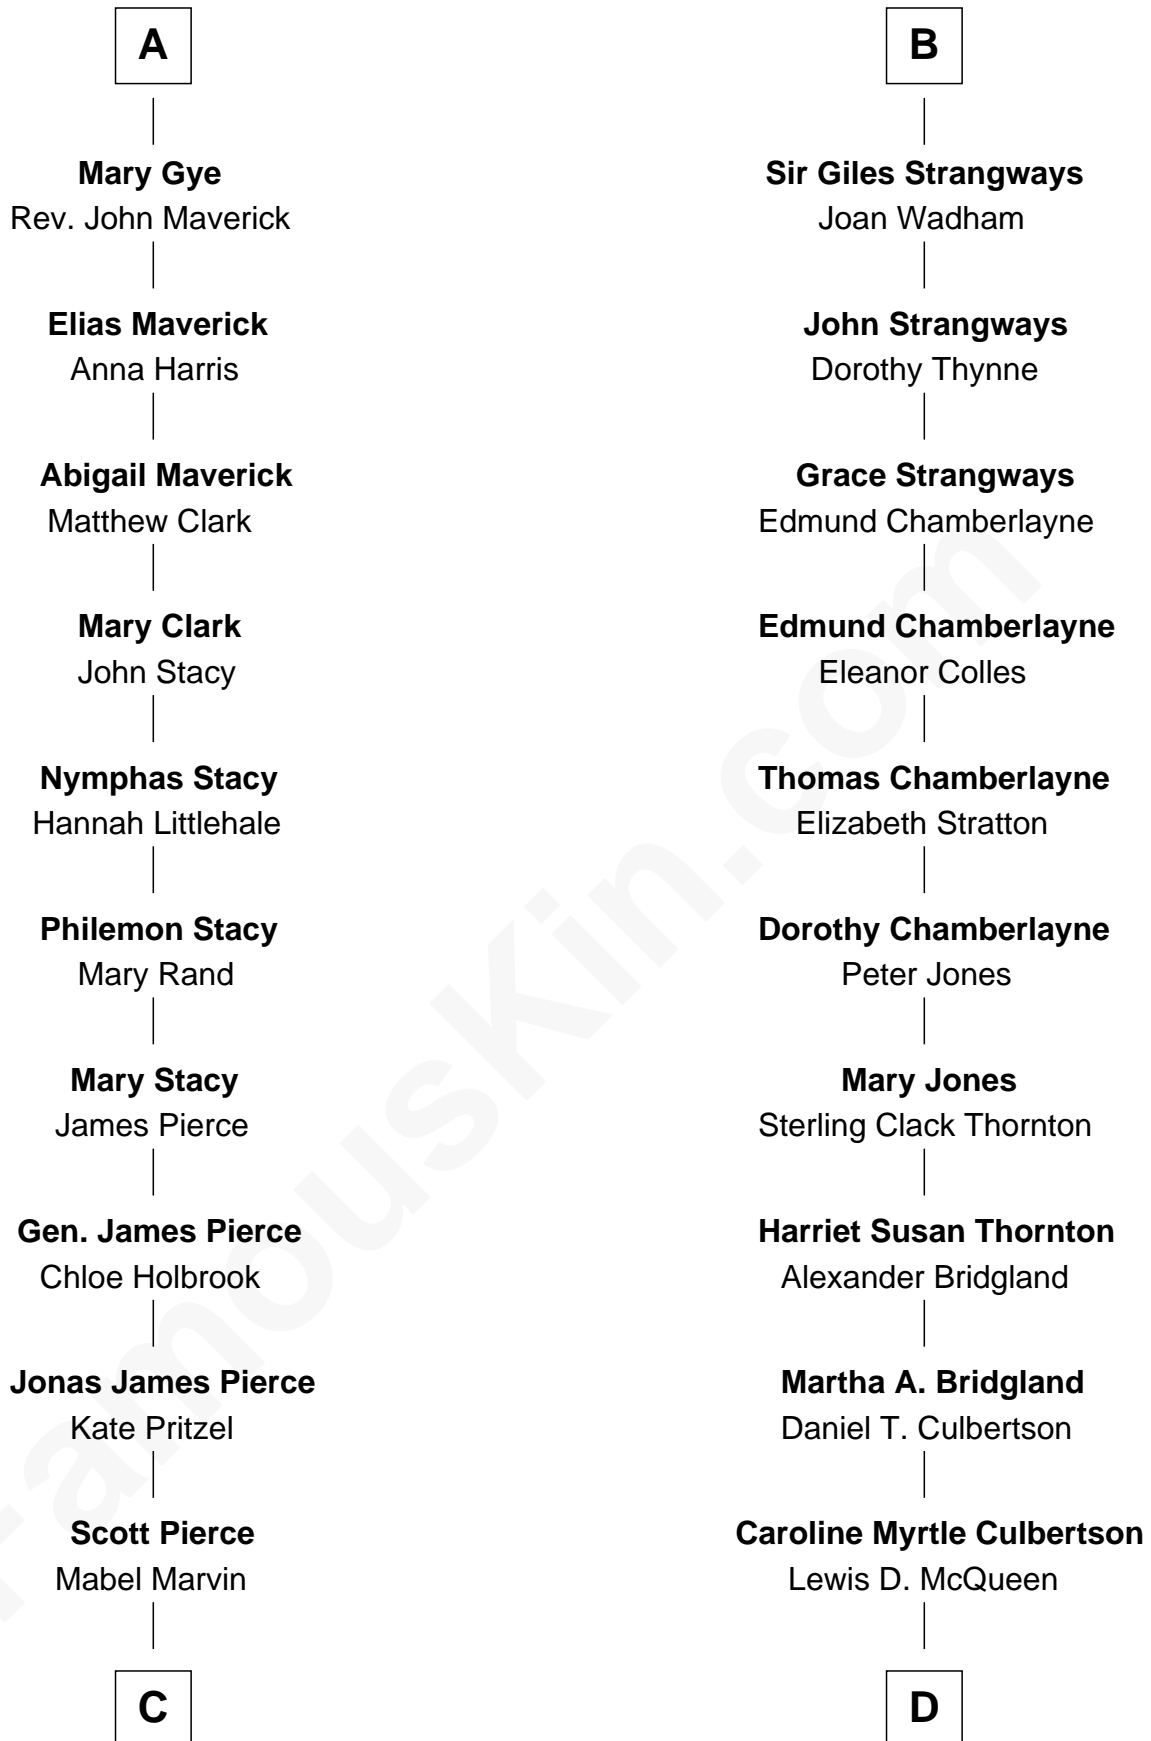 A
Mary Gye
Rev. John Maverick
Elias Maverick
Anna Harris
Abigail Maverick
Matthew Clark
Mary Clark
John Stacy
Nymphas Stacy
Hannah Littlehale
Philemon Stacy
Mary Rand
Mary Stacy
James Pierce
Gen. James Pierce
Chloe Holbrook
Jonas James Pierce
Kate Pritzel
Scott Pierce
Mabel Marvin
C
B
Sir Giles Strangways
Joan Wadham
John Strangways
Dorothy Thynne
Grace Strangways
Edmund Chamberlayne
Edmund Chamberlayne
Eleanor Colles
Thomas Chamberlayne
Elizabeth Stratton
Dorothy Chamberlayne
Peter Jones
Mary Jones
Sterling Clack Thornton
Harriet Susan Thornton
Alexander Bridgland
Martha A. Bridgland
Daniel T. Culbertson
Caroline Myrtle Culbertson
Lewis D. McQueen
D
FamousKin.com